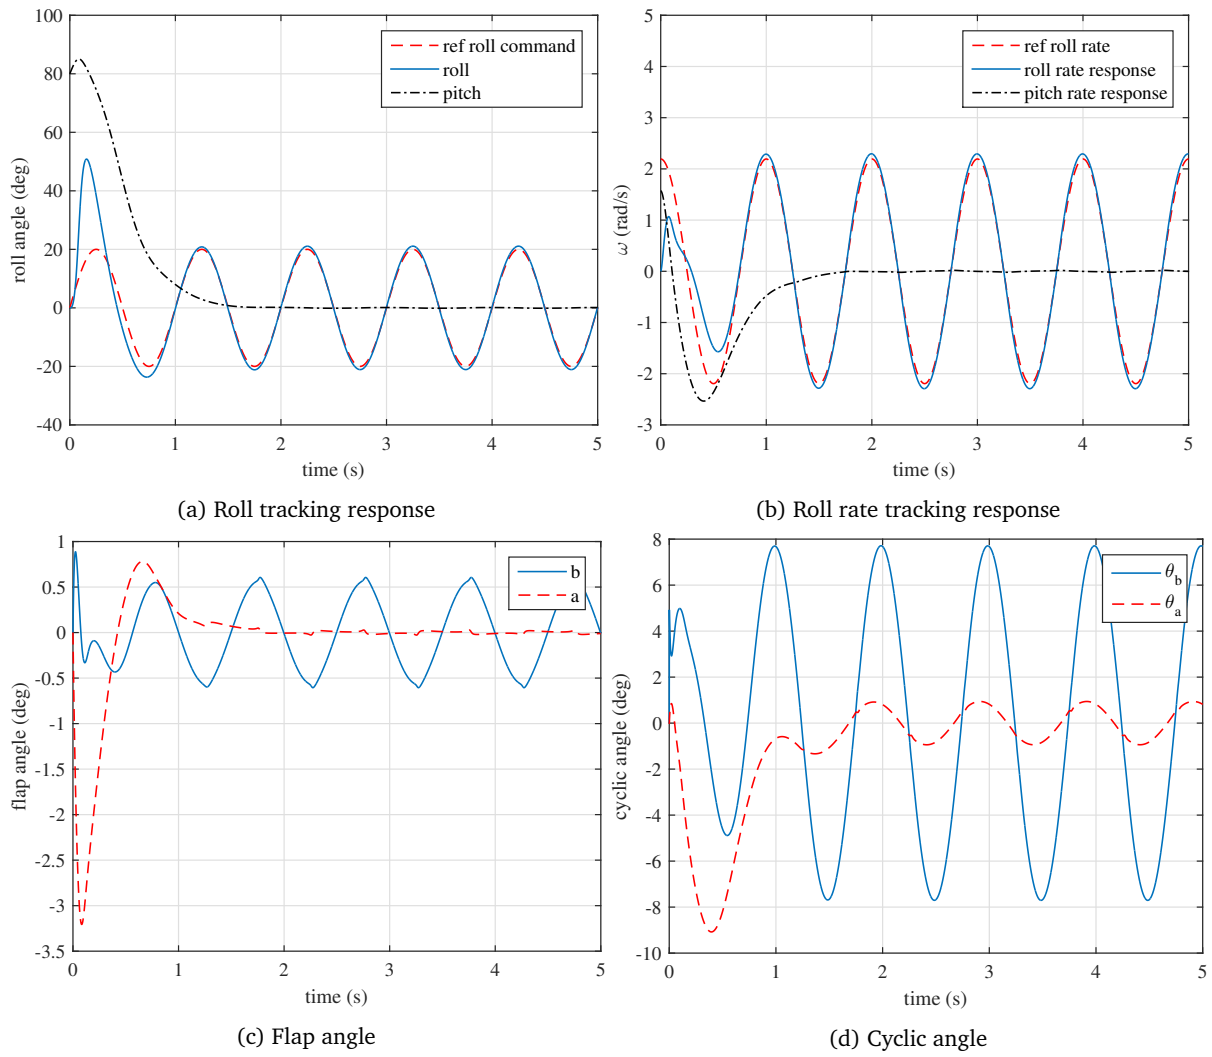 100
80
60
40
20
0
-20
-40
0 1 2 3 4 5
roll angle (deg)
time (s)
ref roll command
roll
pitch
(a) Roll tracking response
5
4
3
2
1
0
-1
-2
-3
0 1 2 3 4 5
ω (rad/s)
time (s)
ref roll rate
roll rate response
pitch rate response
(b) Roll rate tracking response
1
0.5
0
-0.5
-1
-1.5
-2
-2.5
-3
-3.5
0 1 2 3 4 5
flap angle (deg)
time (s)
b
a
(c) Flap angle
8
6
4
2
0
-2
-4
-6
-8
-10
0 1 2 3 4 5
cyclic angle (deg)
time (s)
θb
θa
(d) Cyclic angle